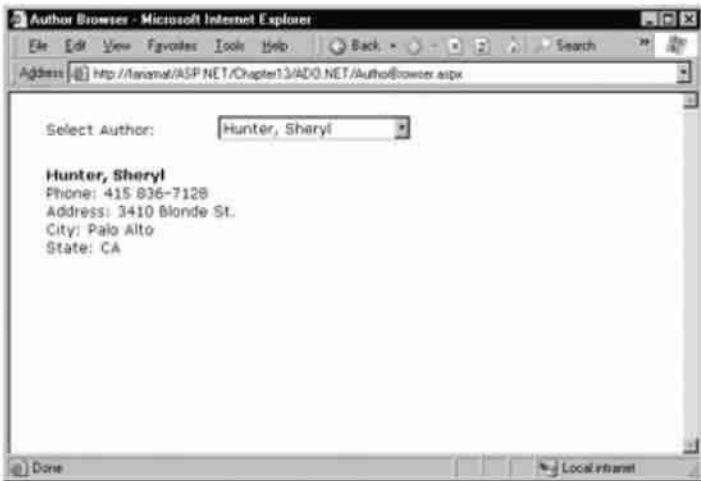 Author Browser - Microsoft Internet Explorer
File Edit View Favorites Tools Help Back Search »
Address http://fariamat/ASP.NET/Chapter13/ADO.NET/AuthorBrowser.aspx
Select Author: Hunter, Sheryl
Hunter, Sheryl
Phone: 415 836-7128
Address: 3410 Blonde St.
City: Palo Alto
State: CA
Done Local intranet